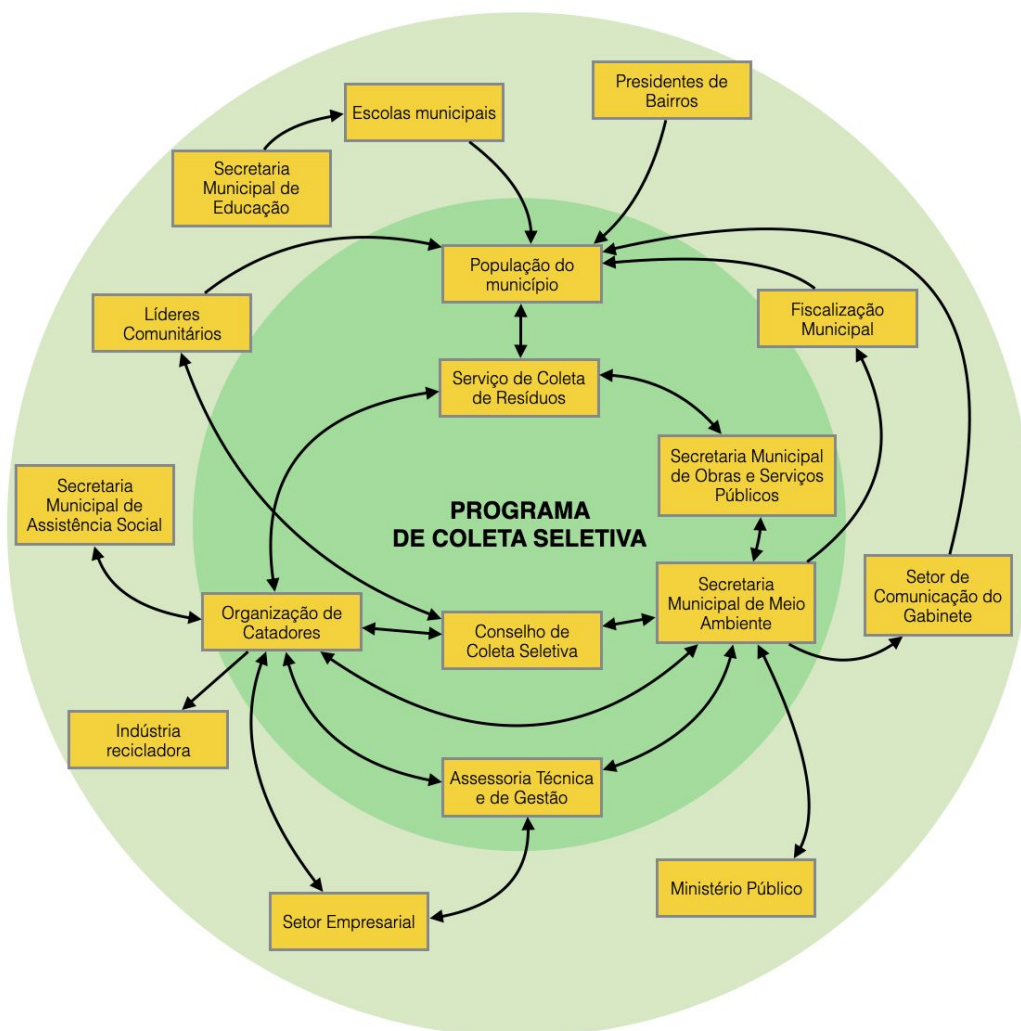 Presidentes de
Bairros
Escolas municipais
Secretaria
Municipal de
Educação
População do
município
Líderes
Comunitários
Fiscalização
Municipal
Serviço de Coleta
de Resíduos
Secretaria Municipal
de Obras e Serviços
Públicos
Secretaria
Municipal de
Assistência Social
PROGRAMA
DE COLETA SELETIVA
Secretaria
Municipal de Meio
Ambiente
Setor de
Comunicação do
Gabinete
Organização de
Catadores
Conselho de
Coleta Seletiva
Indústria
recicladora
Assessoria Técnica
e de Gestão
Ministério Público
Setor Empresarial